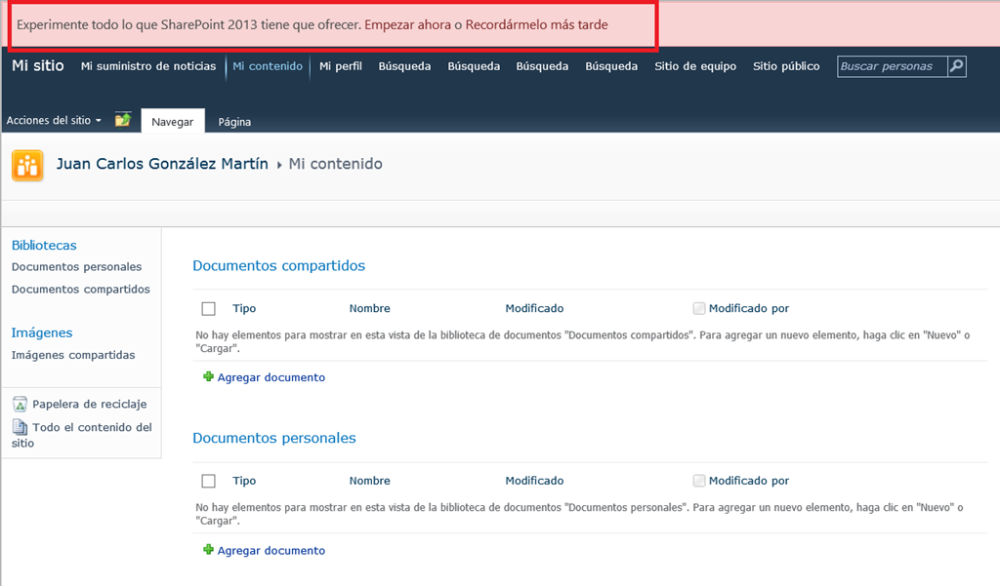 Experimente todo lo que SharePoint 2013 tiene que ofrecer. Empezar ahora o Recordármelo más tarde
Mi sitio Mi suministro de noticias Mi contenido Mi perfil Búsqueda Búsqueda Búsqueda Búsqueda Sitio de equipo Sitio público Buscar personas
Acciones del sitio Navegar Página
Juan Carlos González Martín Mi contenido
Bibliotecas
Documentos personales
Documentos compartidos
Imágenes
Imágenes compartidas
Papelera de reciclaje
Todo el contenido del
sitio
Documentos compartidos
Tipo Nombre Modificado Modificado por
No hay elementos para mostrar en esta vista de la biblioteca de documentos "Documentos compartidos". Para agregar un nuevo elemento, haga clic en "Nuevo" o
"Cargar".
Agregar documento
Documentos personales
Tipo Nombre Modificado Modificado por
No hay elementos para mostrar en esta vista de la biblioteca de documentos "Documentos personales". Para agregar un nuevo elemento, haga clic en "Nuevo" o
"Cargar".
Agregar documento